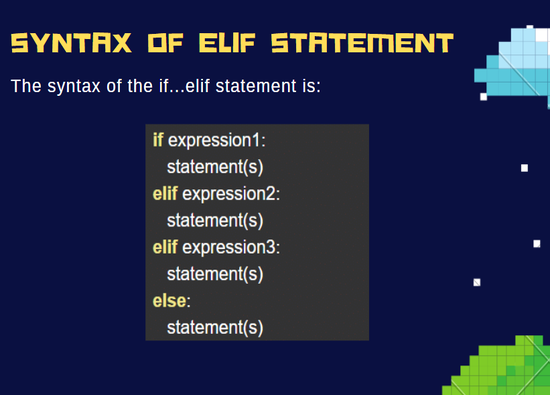 SYNTAX OF ELIF STATEMENT
The syntax of the if...elif statement is:
if expression1:
statement(s)
elif expression2:
statement(s)
elif expression3:
statement(s)
else:
statement(s)